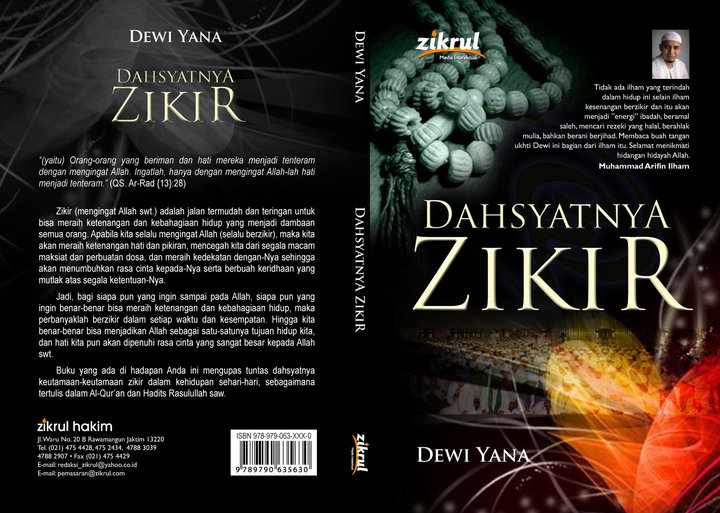 DEWI YANA
DAHSYATNYA
ZIKIR
"(yaitu) Orang-orang yang beriman dan hati mereka menjadi tenteram
dengan mengingat Allah. Ingatlah, hanya dengan mengingat Allah-lah hati
menjadi tenteram." (QS. Ar-Rad {13}:28)
Zikir (mengingat Allah swt.) adalah jalan termudah dan teringan untuk
bisa meraih ketenangan dan kebahagiaan hidup yang menjadi dambaan
semua orang. Apabila kita selalu mengingat Allah (selalu berzikir), maka kita
akan meraih ketenangan hati dan pikiran, mencegah kita dari segala macam
maksiat dan perbuatan dosa, dan meraih kedekatan dengan-Nya sehingga
akan menumbuhkan rasa cinta kepada-Nya serta berbuah keridhaan yang
mutlak atas segala ketentuan-Nya.
Jadi, bagi siapa pun yang ingin sampai pada Allah, siapa pun yang
ingin benar-benar bisa meraih ketenangan dan kebahagiaan hidup, maka
perbanyaklah berzikir dalam setiap waktu dan kesempatan. Hingga kita
benar-benar bisa menjadikan Allah sebagai satu-satunya tujuan hidup kita,
dan hati kita pun akan dipenuhi rasa cinta yang sangat besar kepada Allah
swt.
Buku yang ada di hadapan Anda ini mengupas tuntas dahsyatnya
keutamaan-keutamaan zikir dalam kehidupan sehari-hari, sebagaimana
tertulis dalam Al-Qur'an dan Hadits Rasulullah saw.
zikrul hakim
Jl. Waru No. 20 B Rawamangun Jaktim 13220
Tel. (021) 475 4428, 475 2434, 4788 3039
4788 2907 • Fax (021) 475 4429
E-mail: redaksi_zikrul@yahoo.co.id
E-mail: pemasaran@zikrul.com
ISBN 978-979-063-XXX-0
9789790635630
DEWI YANA
DAHSYATNYA ZIKIR
zikrul
zikrul
Media Intelektual
Tidak ada ilham yang terindah
dalam hidup ini selain ilham
kesenangan berzikir dan itu akan
menjadi "energi" ibadah, beramal
saleh, mencari rezeki yang halal, berahlak
mulia, bahkan berani berjihad. Membaca buah tangan
ukhti Dewi ini bagian dari ilham itu. Selamat menikmati
hidangan hidayah Allah.
Muhammad Arifin Ilham
DAHSYATNYA
ZIKIR
DEWI YANA